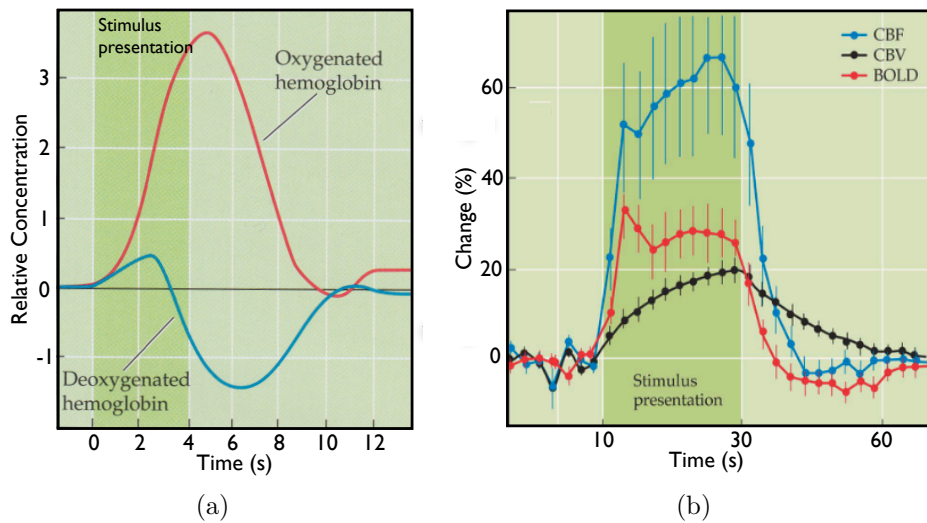 Stimulus
presentation
Oxygenated
hemoglobin
Deoxygenated
hemoglobin
Relative Concentration
3
2
1
0
-1
0 2 4 6 8 10 12
Time (s)
(a)
CBF
CBV
BOLD
Change (%)
60
40
20
0
Stimulus
presentation
10 30 60
Time (s)
(b)